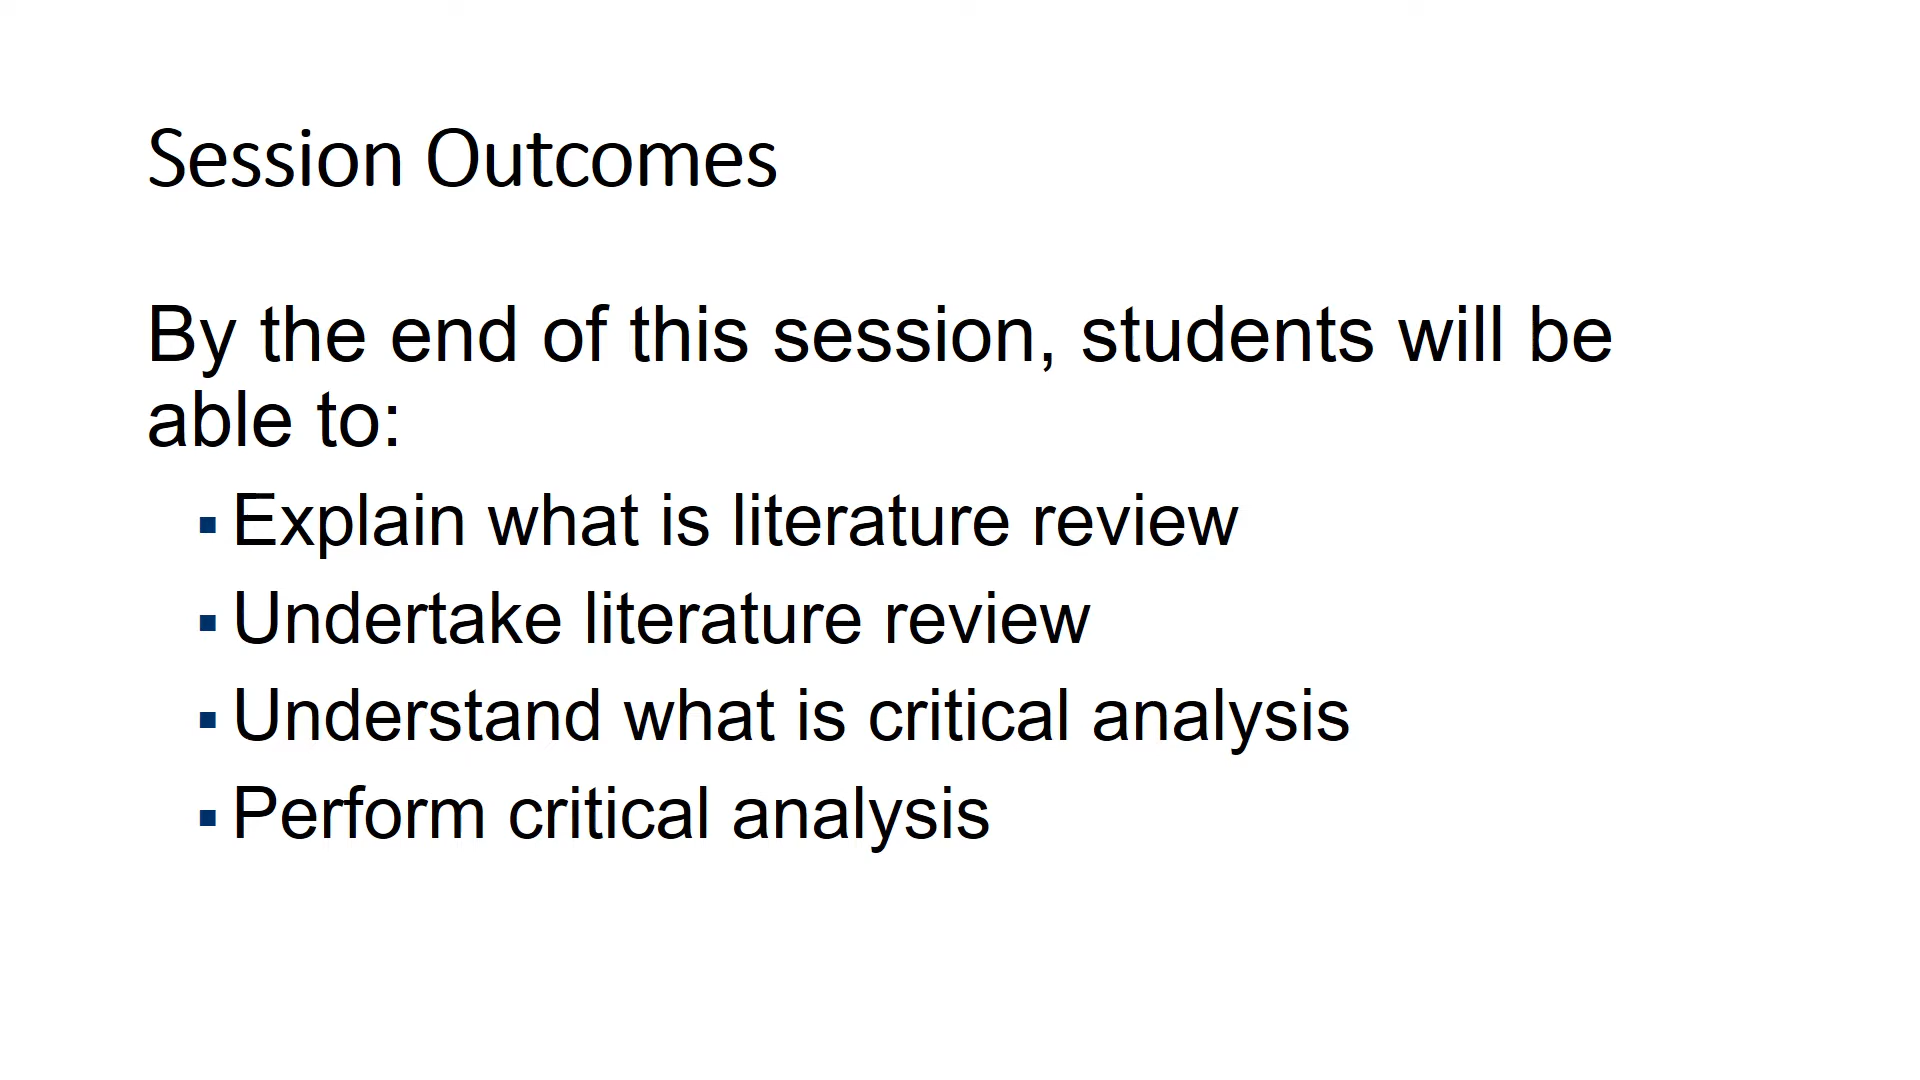 Session Outcomes
By the end of this session, students will be
able to:
▪ Explain what is literature review
▪ Undertake literature review
▪ Understand what is critical analysis
▪ Perform critical analysis